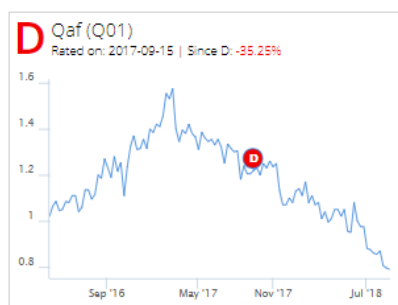 D Qaf (Q01)
Rated on: 2017-09-15 | Since D: -35.25%
1.6
1.4
1.2
1
0.8
D
Sep '16 May '17 Nov '17 Jul '18